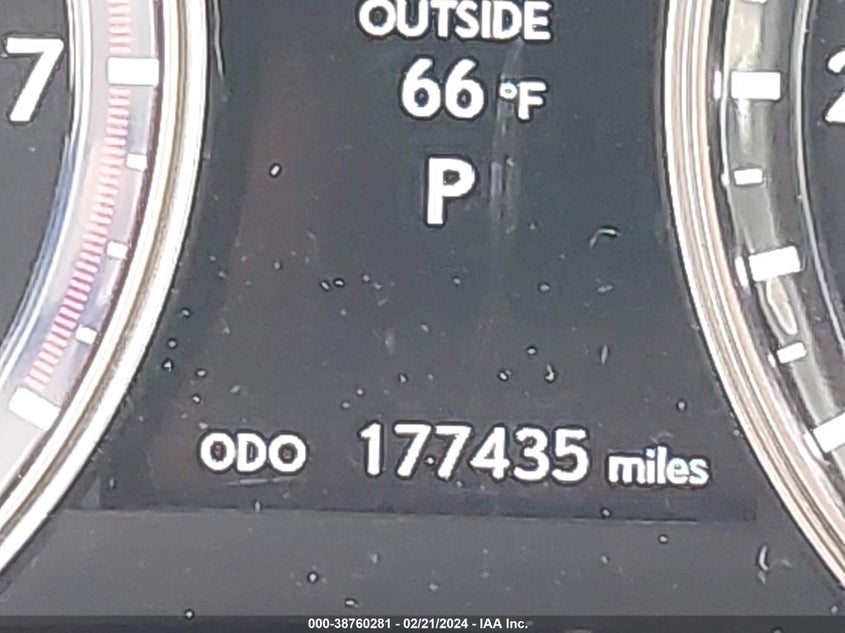 OUTSIDE
7
66 °F
P
ODO 177435 miles
000-38760281 - 02/21/2024 - IAA Inc.